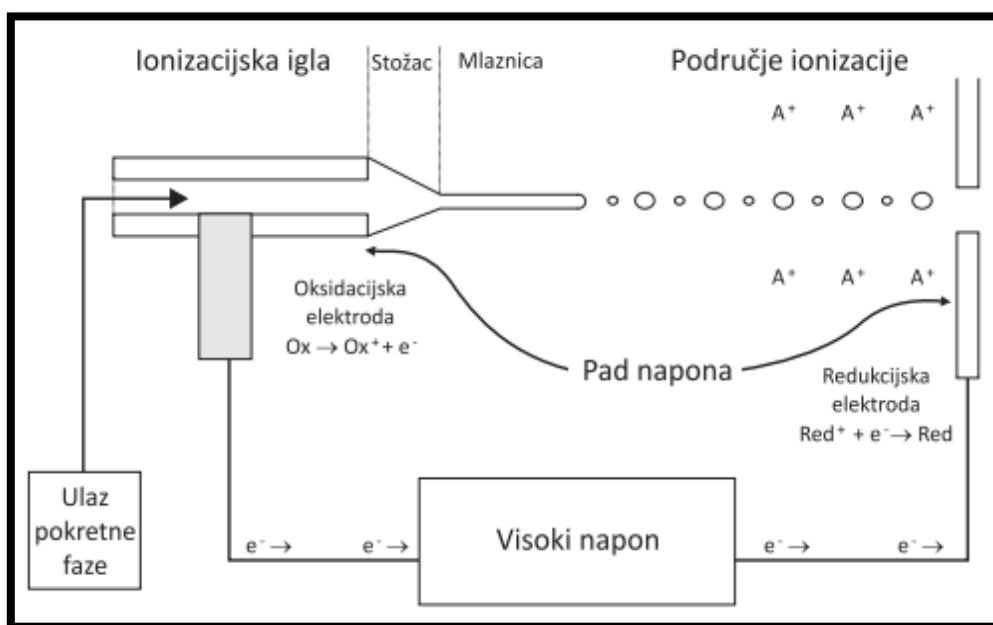 Ionizacijska igla
Stožac
Mlaznica
Područje ionizacije
A⁺ A⁺ A⁺
A⁺ A⁺ A⁺
Oksidacijska
elektroda
Ox → Ox⁺ + e⁻
Pad napona
Redukcijska
elektroda
Red⁺ + e⁻ → Red
Ulaz
pokretne
faze
e⁻ → e⁻ →
Visoki napon
e⁻ → e⁻ →